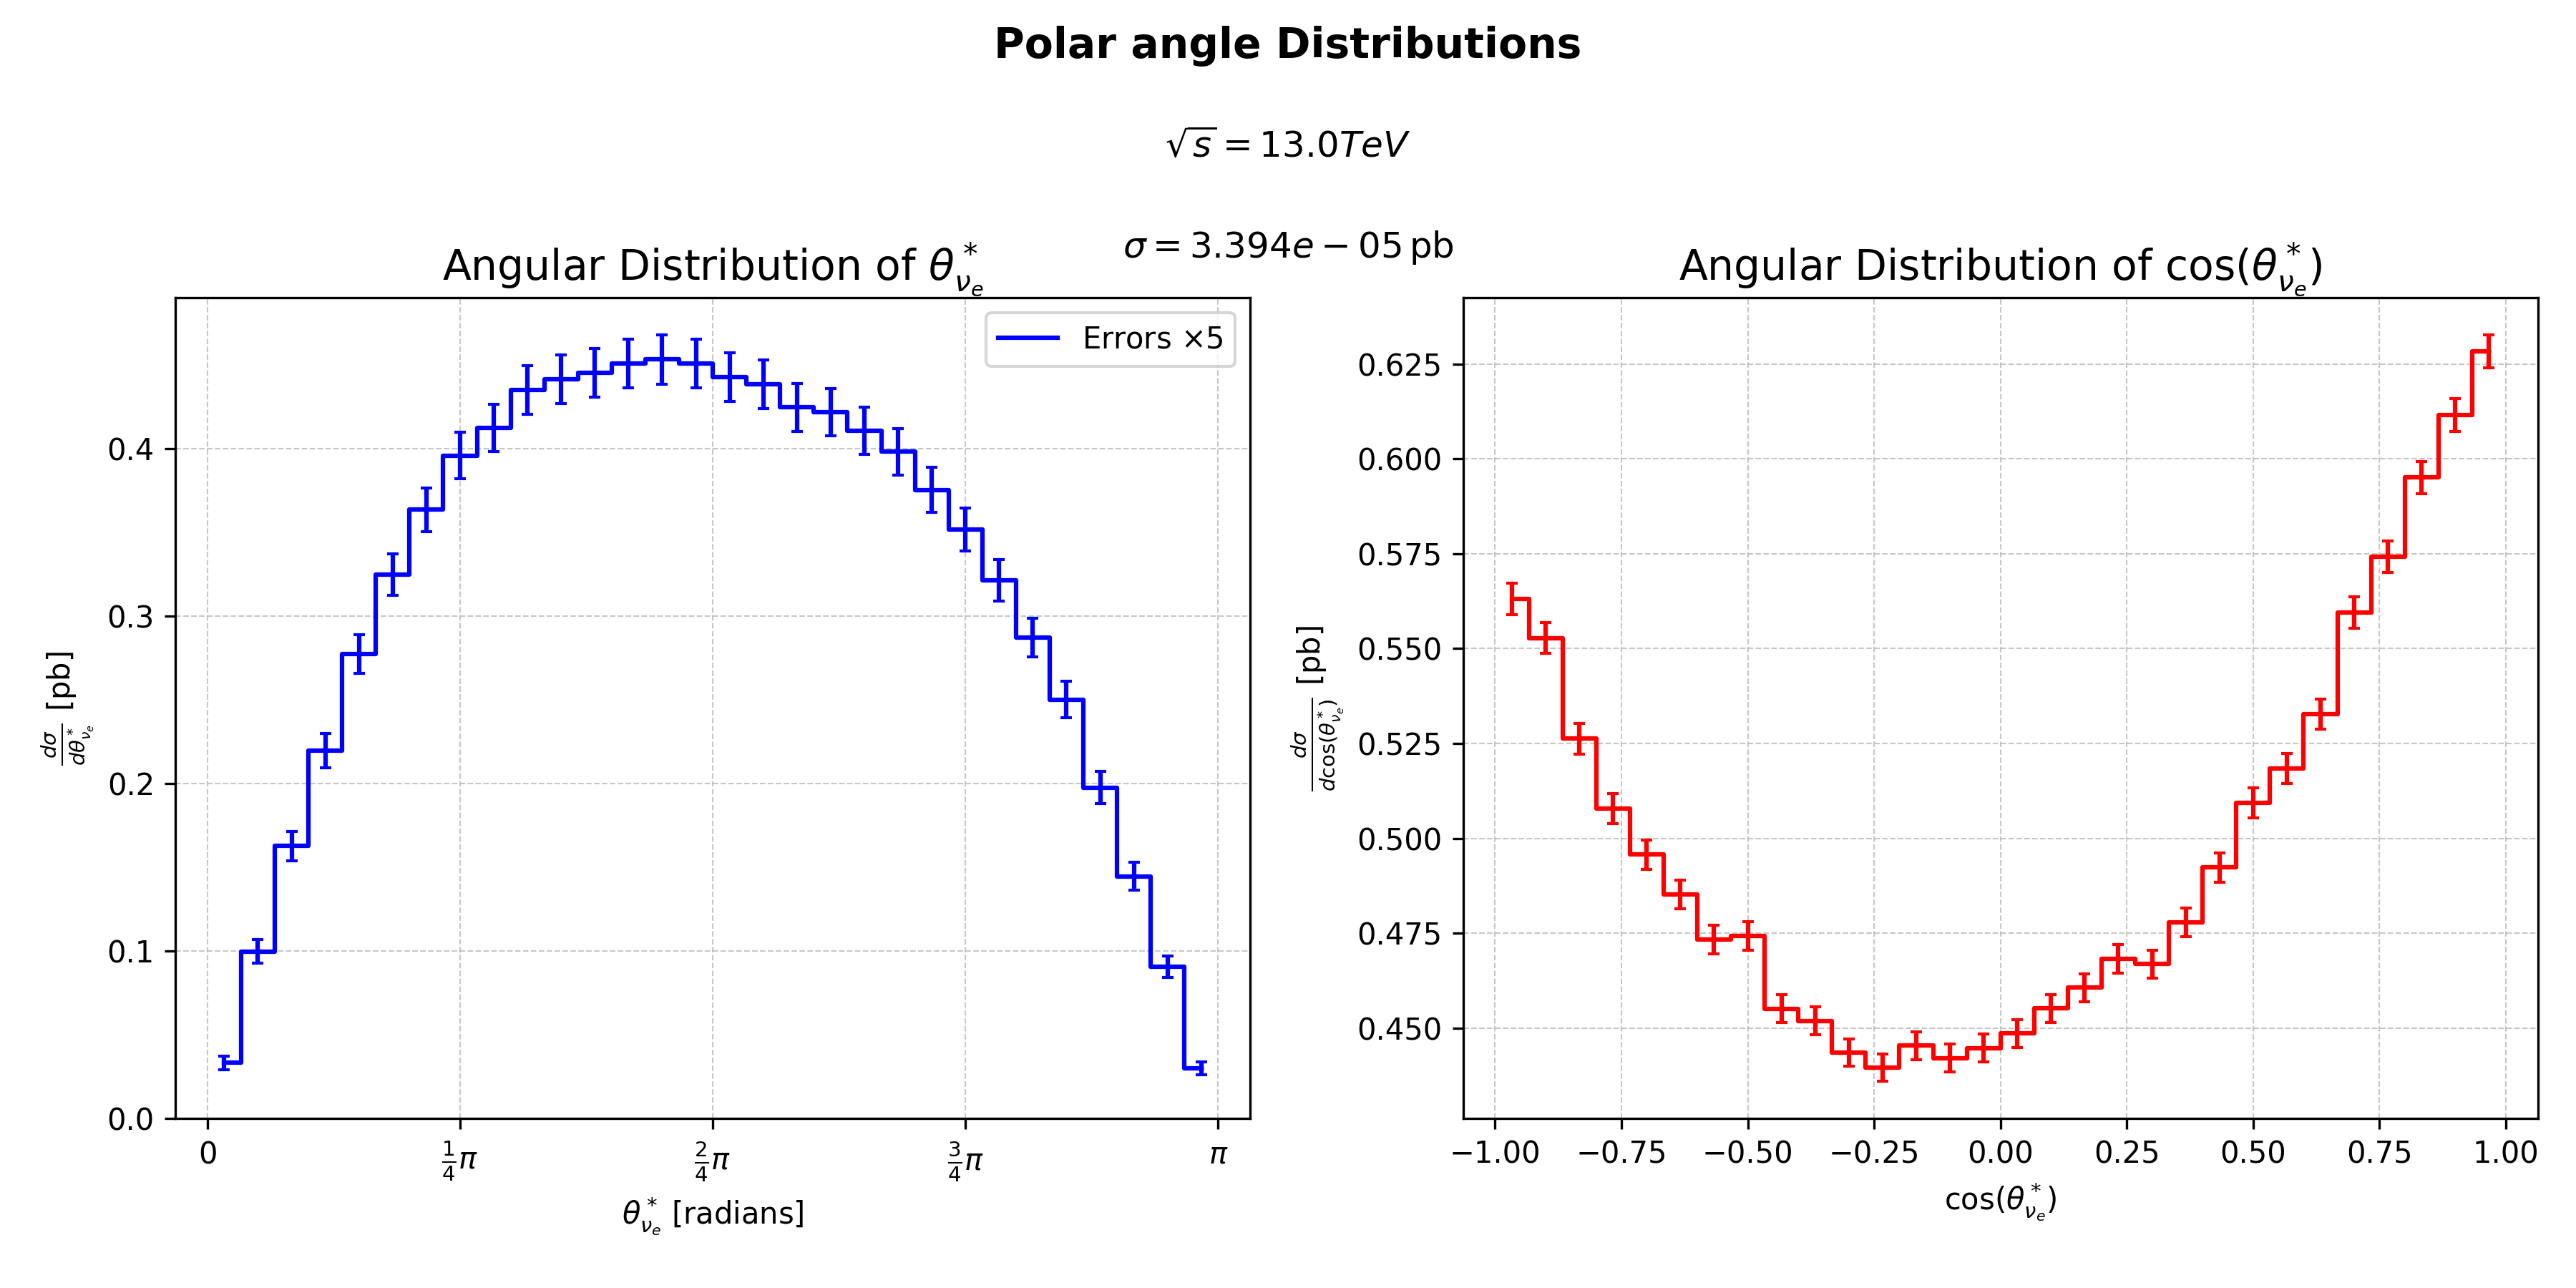 Polar angle Distributions
√s = 13.0TeV
σ = 3.394e − 05 pb
Angular Distribution of θ*νe
Errors ×5
0.4
0.3
0.2
0.1
0.0
dσ/dθ*νe [pb]
0 1/4π 2/4π 3/4π π
θ*νe [radians]
Angular Distribution of cos(θ*νe)
0.625
0.600
0.575
0.550
0.525
0.500
0.475
0.450
dσ/dcos(θ*νe) [pb]
−1.00 −0.75 −0.50 −0.25 0.00 0.25 0.50 0.75 1.00
cos(θ*νe)